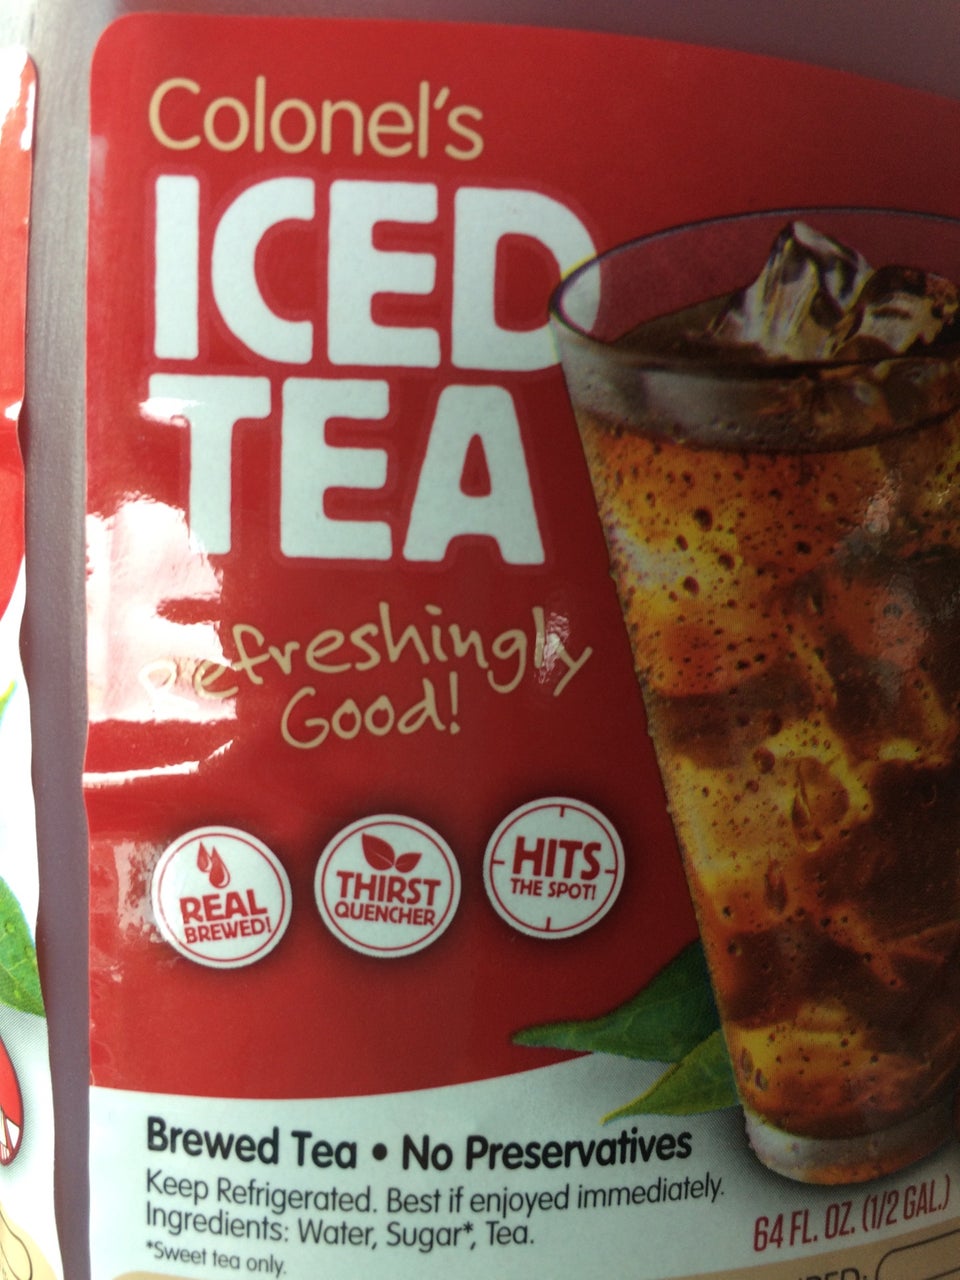 Colonel's
ICED
TEA
Refreshingly
Good!
REAL
BREWED!
THIRST
QUENCHER
HITS
THE SPOT!
Brewed Tea • No Preservatives
Keep Refrigerated. Best if enjoyed immediately.
Ingredients: Water, Sugar*, Tea.
*Sweet tea only.
64 FL. OZ. (1/2 GAL.)